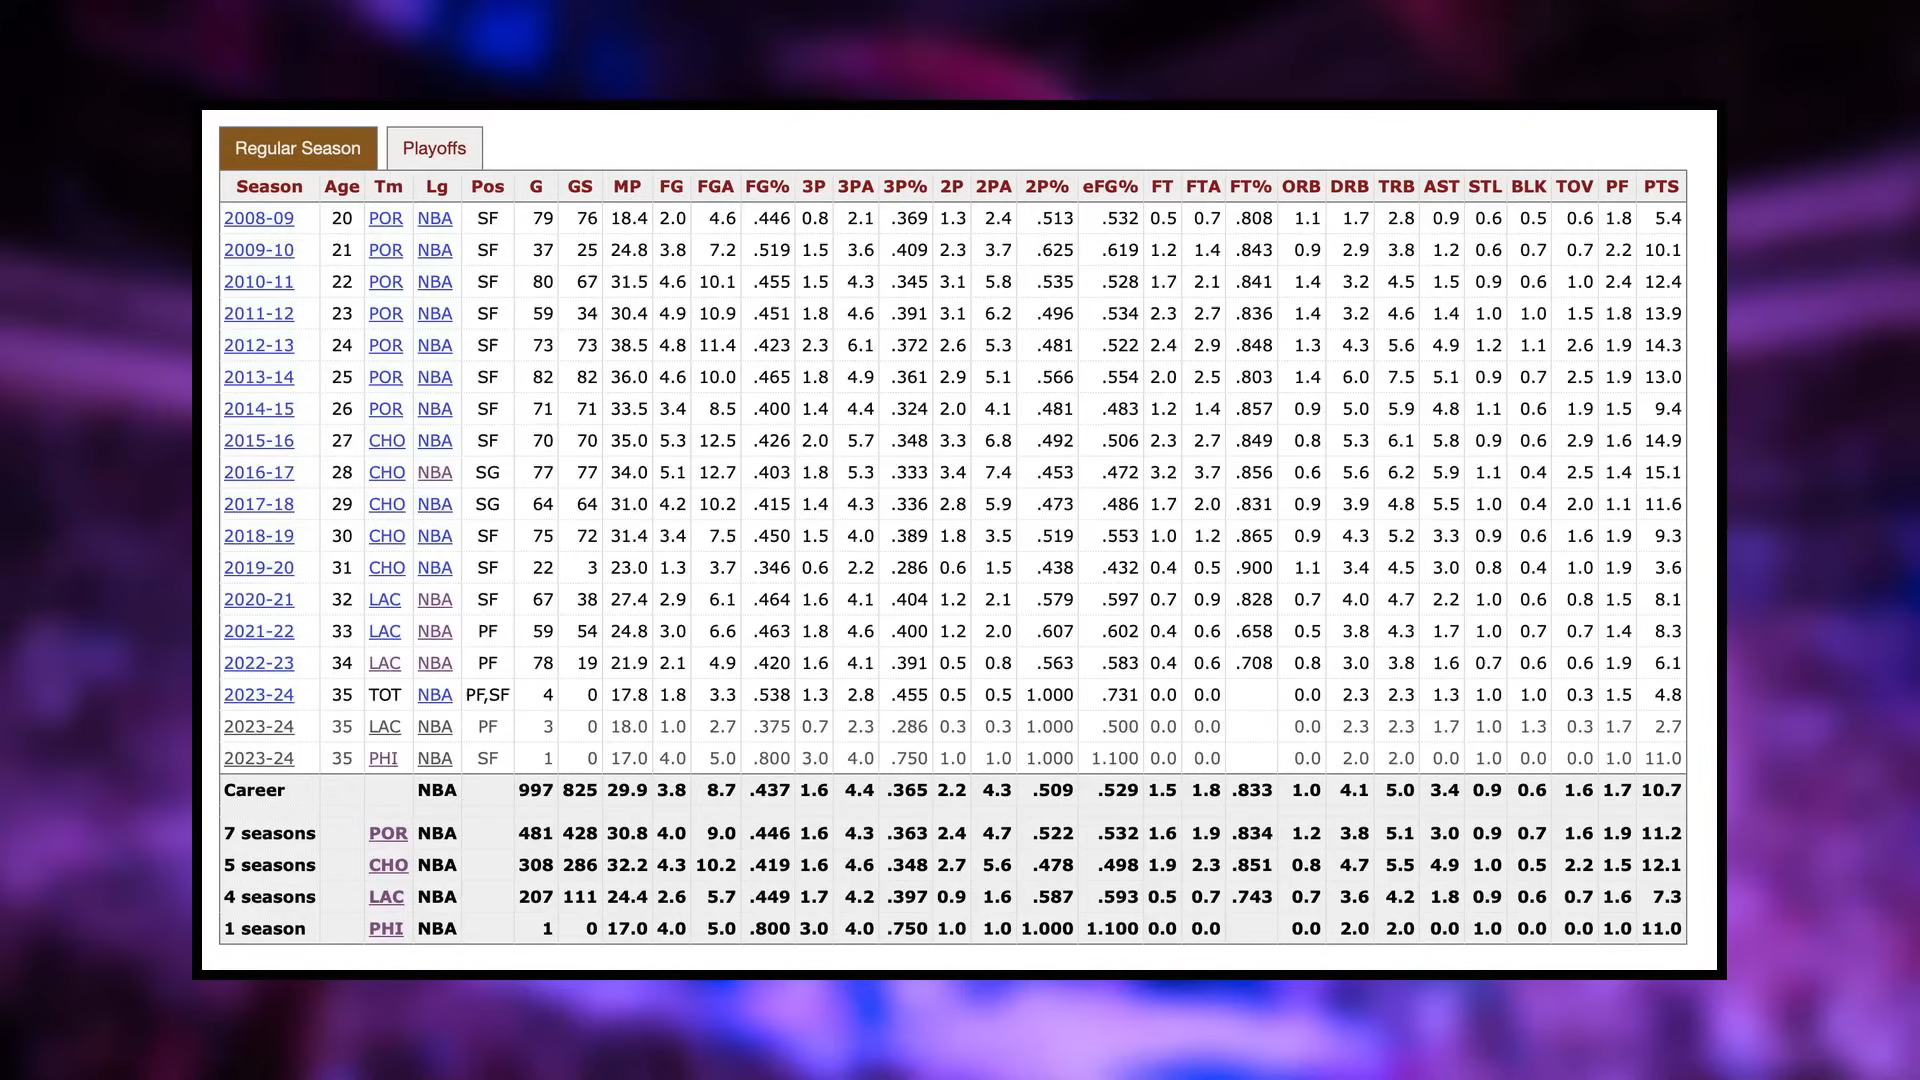 Regular Season Playoffs
Season Age Tm Lg Pos G GS MP FG FGA FG% 3P 3PA 3P% 2P 2PA 2P% eFG% FT FTA FT% ORB DRB TRB AST STL BLK TOV PF PTS
2008-09 20 POR NBA SF 79 76 18.4 2.0 4.6 .446 0.8 2.1 .369 1.3 2.4 .513 .532 0.5 0.7 .808 1.1 1.7 2.8 0.9 0.6 0.5 0.6 1.8 5.4
2009-10 21 POR NBA SF 37 25 24.8 3.8 7.2 .519 1.5 3.6 .409 2.3 3.7 .625 .619 1.2 1.4 .843 0.9 2.9 3.8 1.2 0.6 0.7 0.7 2.2 10.1
2010-11 22 POR NBA SF 80 67 31.5 4.6 10.1 .455 1.5 4.3 .345 3.1 5.8 .535 .528 1.7 2.1 .841 1.4 3.2 4.5 1.5 0.9 0.6 1.0 2.4 12.4
2011-12 23 POR NBA SF 59 34 30.4 4.9 10.9 .451 1.8 4.6 .391 3.1 6.2 .496 .534 2.3 2.7 .836 1.4 3.2 4.6 1.4 1.0 1.0 1.5 1.8 13.9
2012-13 24 POR NBA SF 73 73 38.5 4.8 11.4 .423 2.3 6.1 .372 2.6 5.3 .481 .522 2.4 2.9 .848 1.3 4.3 5.6 4.9 1.2 1.1 2.6 1.9 14.3
2013-14 25 POR NBA SF 82 82 36.0 4.6 10.0 .465 1.8 4.9 .361 2.9 5.1 .566 .554 2.0 2.5 .803 1.4 6.0 7.5 5.1 0.9 0.7 2.5 1.9 13.0
2014-15 26 POR NBA SF 71 71 33.5 3.4 8.5 .400 1.4 4.4 .324 2.0 4.1 .481 .483 1.2 1.4 .857 0.9 5.0 5.9 4.8 1.1 0.6 1.9 1.5 9.4
2015-16 27 CHO NBA SF 70 70 35.0 5.3 12.5 .426 2.0 5.7 .348 3.3 6.8 .492 .506 2.3 2.7 .849 0.8 5.3 6.1 5.8 0.9 0.6 2.9 1.6 14.9
2016-17 28 CHO NBA SG 77 77 34.0 5.1 12.7 .403 1.8 5.3 .333 3.4 7.4 .453 .472 3.2 3.7 .856 0.6 5.6 6.2 5.9 1.1 0.4 2.5 1.4 15.1
2017-18 29 CHO NBA SG 64 64 31.0 4.2 10.2 .415 1.4 4.3 .336 2.8 5.9 .473 .486 1.7 2.0 .831 0.9 3.9 4.8 5.5 1.0 0.4 2.0 1.1 11.6
2018-19 30 CHO NBA SF 75 72 31.4 3.4 7.5 .450 1.5 4.0 .389 1.8 3.5 .519 .553 1.0 1.2 .865 0.9 4.3 5.2 3.3 0.9 0.6 1.6 1.9 9.3
2019-20 31 CHO NBA SF 22 3 23.0 1.3 3.7 .346 0.6 2.2 .286 0.6 1.5 .438 .432 0.4 0.5 .900 1.1 3.4 4.5 3.0 0.8 0.4 1.0 1.9 3.6
2020-21 32 LAC NBA SF 67 38 27.4 2.9 6.1 .464 1.6 4.1 .404 1.2 2.1 .579 .597 0.7 0.9 .828 0.7 4.0 4.7 2.2 1.0 0.6 0.8 1.5 8.1
2021-22 33 LAC NBA PF 59 54 24.8 3.0 6.6 .463 1.8 4.6 .400 1.2 2.0 .607 .602 0.4 0.6 .658 0.5 3.8 4.3 1.7 1.0 0.7 0.7 1.4 8.3
2022-23 34 LAC NBA PF 78 19 21.9 2.1 4.9 .420 1.6 4.1 .391 0.5 0.8 .563 .583 0.4 0.6 .708 0.8 3.0 3.8 1.6 0.7 0.6 0.6 1.9 6.1
2023-24 35 TOT NBA PF,SF 4 0 17.8 1.8 3.3 .538 1.3 2.8 .455 0.5 0.5 1.000 .731 0.0 0.0 0.0 2.3 2.3 1.3 1.0 1.0 0.3 1.5 4.8
2023-24 35 LAC NBA PF 3 0 18.0 1.0 2.7 .375 0.7 2.3 .286 0.3 0.3 1.000 .500 0.0 0.0 0.0 2.3 2.3 1.7 1.0 1.3 0.3 1.7 2.7
2023-24 35 PHI NBA SF 1 0 17.0 4.0 5.0 .800 3.0 4.0 .750 1.0 1.0 1.000 1.100 0.0 0.0 0.0 2.0 2.0 0.0 1.0 0.0 0.0 1.0 11.0
Career NBA 997 825 29.9 3.8 8.7 .437 1.6 4.4 .365 2.2 4.3 .509 .529 1.5 1.8 .833 1.0 4.1 5.0 3.4 0.9 0.6 1.6 1.7 10.7
7 seasons POR NBA 481 428 30.8 4.0 9.0 .446 1.6 4.3 .363 2.4 4.7 .522 .532 1.6 1.9 .834 1.2 3.8 5.1 3.0 0.9 0.7 1.6 1.9 11.2
5 seasons CHO NBA 308 286 32.2 4.3 10.2 .419 1.6 4.6 .348 2.7 5.6 .478 .498 1.9 2.3 .851 0.8 4.7 5.5 4.9 1.0 0.5 2.2 1.5 12.1
4 seasons LAC NBA 207 111 24.4 2.6 5.7 .449 1.7 4.2 .397 0.9 1.6 .587 .593 0.5 0.7 .743 0.7 3.6 4.2 1.8 0.9 0.6 0.7 1.6 7.3
1 season PHI NBA 1 0 17.0 4.0 5.0 .800 3.0 4.0 .750 1.0 1.0 1.000 1.100 0.0 0.0 0.0 2.0 2.0 0.0 1.0 0.0 0.0 1.0 11.0